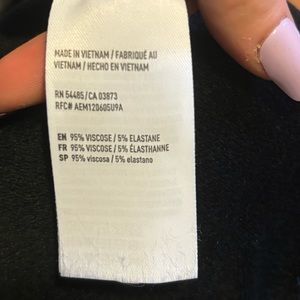 MADE IN VIETNAM / FABRIQUÉ AU
VIETNAM / HECHO EN VIETNAM
RN 54485 / CA 03873
RFC# AEM120605U9A
EN 95% VISCOSE / 5% ELASTANE
FR 95% VISCOSE / 5% ÉLASTHANNE
SP 95% viscosa / 5% elastano